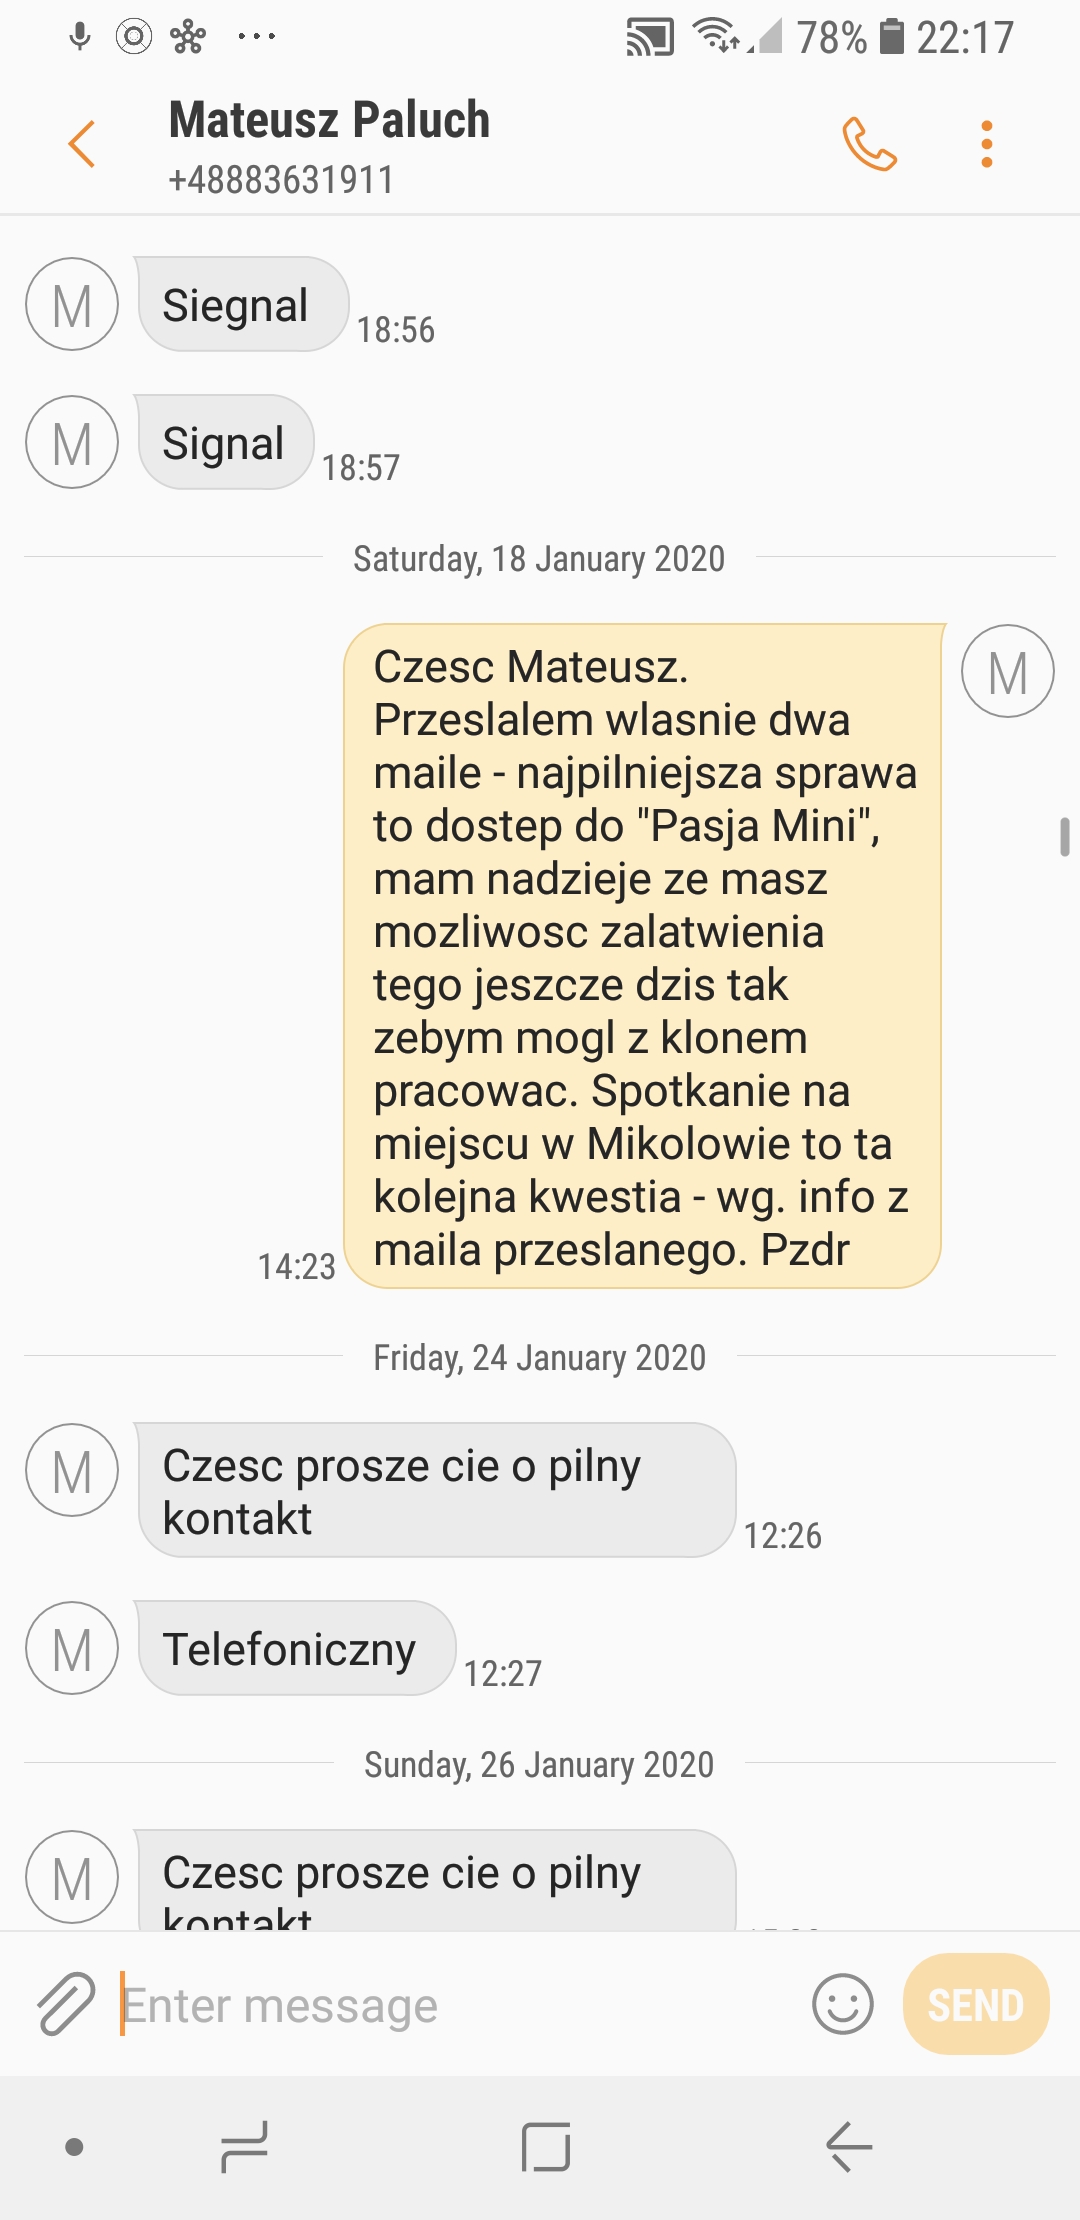 78% 22:17
Mateusz Paluch
+48883631911
M
Siegnal
18:56
M
Signal
18:57
Saturday, 18 January 2020
M
Czesc Mateusz.
Przeslalem wlasnie dwa
maile - najpilniejsza sprawa
to dostep do "Pasja Mini",
mam nadzieje ze masz
mozliwosc zalatwienia
tego jeszcze dzis tak
zebym mogl z klonem
pracowac. Spotkanie na
miejscu w Mikolowie to ta
kolejna kwestia - wg. info z
maila przeslanego. Pzdr
14:23
Friday, 24 January 2020
M
Czesc prosze cie o pilny
kontakt
12:26
M
Telefoniczny
12:27
Sunday, 26 January 2020
M
Czesc prosze cie o pilny
kontakt
Enter message
SEND